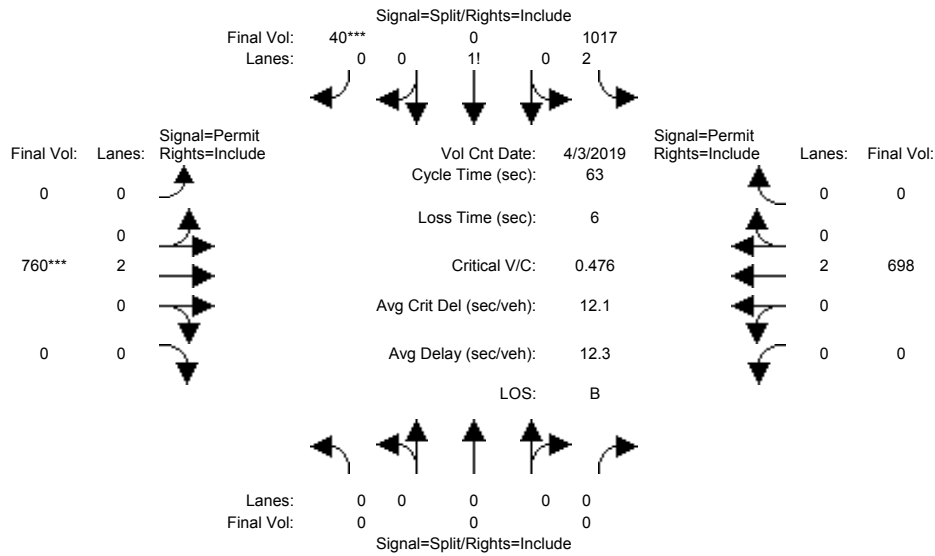 Signal=Split/Rights=Include
Final Vol: 40*** 0 1017
Lanes: 0 0 1! 0 2
Signal=Permit Signal=Permit
Final Vol: Lanes: Rights=Include Vol Cnt Date: 4/3/2019 Rights=Include Lanes: Final Vol:
Cycle Time (sec): 63
0 0 0 0
Loss Time (sec): 6
0 0
760*** 2 Critical V/C: 0.476 2 698
0 Avg Crit Del (sec/veh): 12.1 0
0 0 Avg Delay (sec/veh): 12.3 0 0
LOS: B
Lanes: 0 0 0 0 0
Final Vol: 0 0 0
Signal=Split/Rights=Include